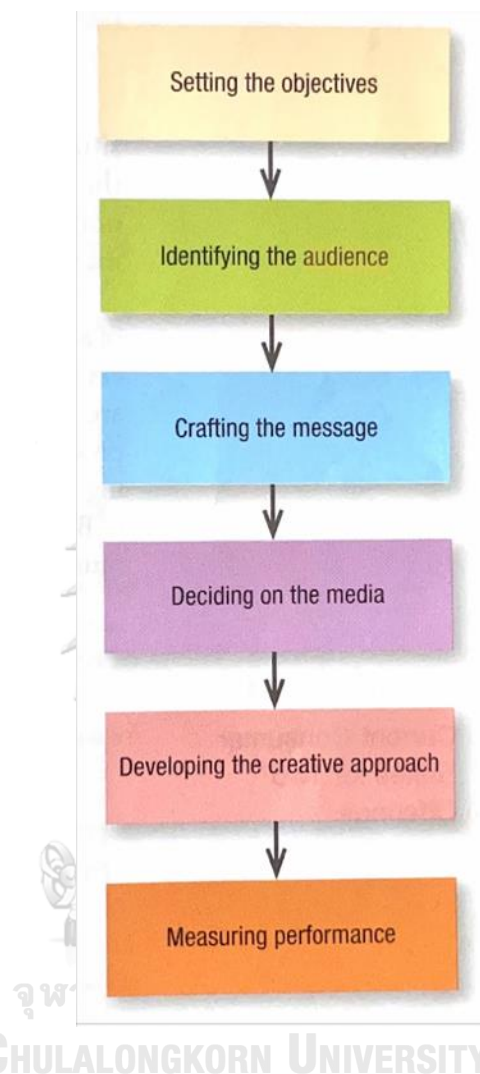 Setting the objectives
Identifying the audience
Crafting the message
Deciding on the media
Developing the creative approach
Measuring performance
CHULALONGKORN UNIVERSITY